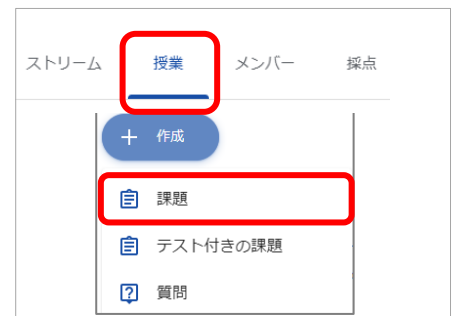 ストリーム 授業 メンバー 採点
+ 作成
課題
テスト付きの課題
質問